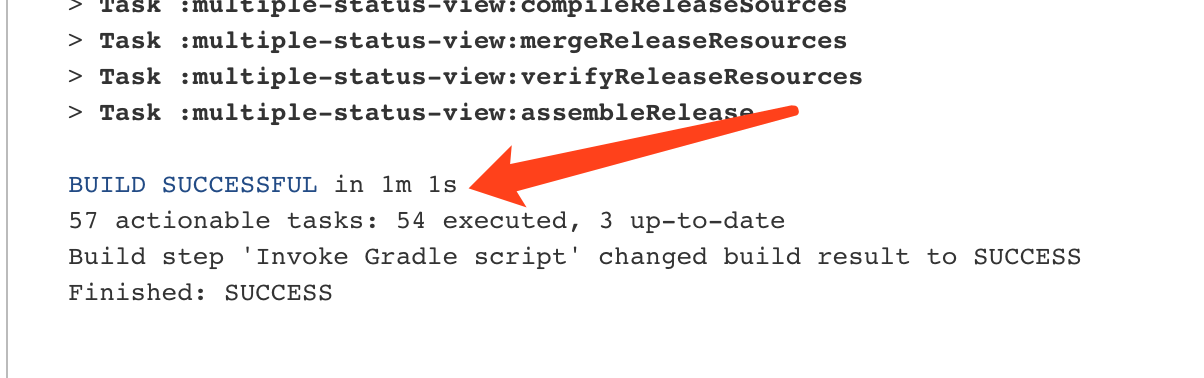 > Task :multiple-status-view:compileReleaseSources
> Task :multiple-status-view:mergeReleaseResources
> Task :multiple-status-view:verifyReleaseResources
> Task :multiple-status-view:assembleRelease
BUILD SUCCESSFUL in 1m 1s
57 actionable tasks: 54 executed, 3 up-to-date
Build step 'Invoke Gradle script' changed build result to SUCCESS
Finished: SUCCESS